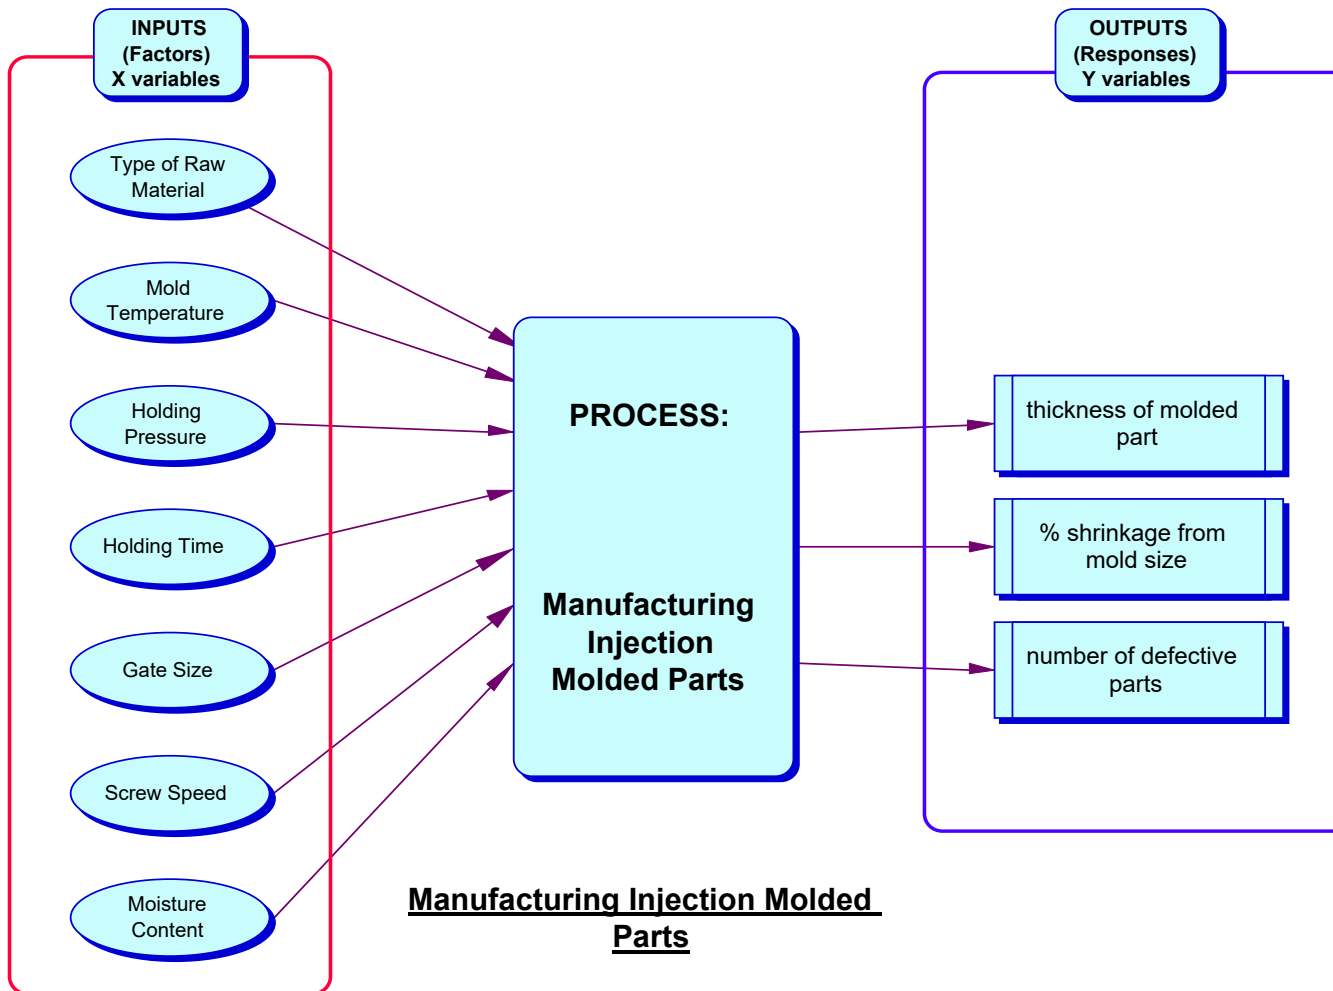 INPUTS
(Factors)
X variables
Type of Raw
Material
Mold
Temperature
Holding
Pressure
Holding Time
Gate Size
Screw Speed
Moisture
Content
PROCESS:
Manufacturing
Injection
Molded Parts
Manufacturing Injection Molded
Parts
OUTPUTS
(Responses)
Y variables
thickness of molded
part
% shrinkage from
mold size
number of defective
parts